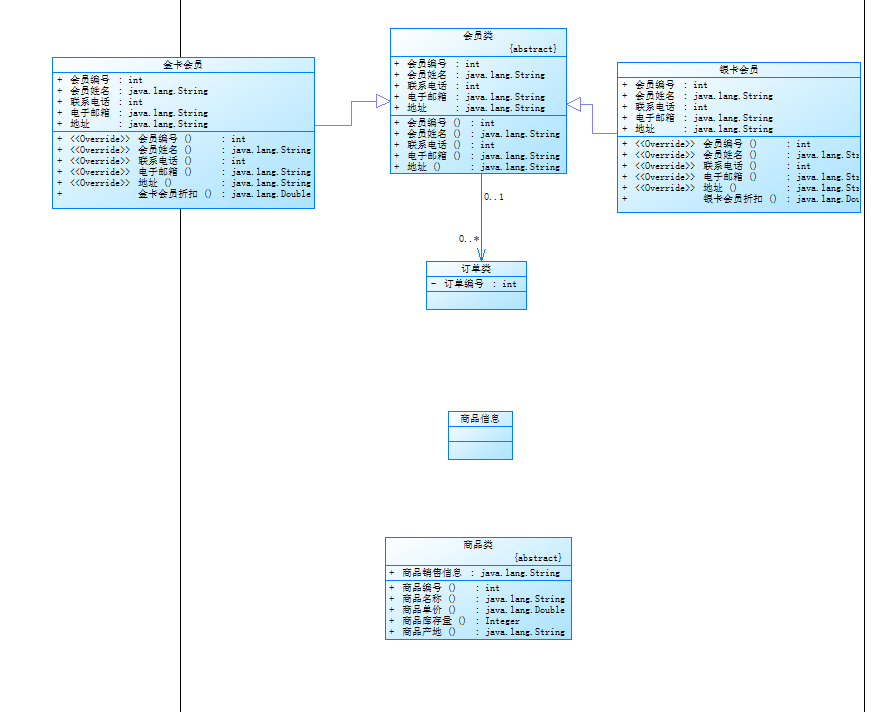 金卡会员
+ 会员编号 : int
+ 会员姓名 : java.lang.String
+ 联系电话 : int
+ 电子邮箱 : java.lang.String
+ 地址 : java.lang.String
+ <<Override>> 会员编号 () : int
+ <<Override>> 会员姓名 () : java.lang.String
+ <<Override>> 联系电话 () : int
+ <<Override>> 电子邮箱 () : java.lang.String
+ <<Override>> 地址 () : java.lang.String
+ 金卡会员折扣 () : java.lang.Double
会员类
{abstract}
+ 会员编号 : int
+ 会员姓名 : java.lang.String
+ 联系电话 : int
+ 电子邮箱 : java.lang.String
+ 地址 : java.lang.String
+ 会员编号 () : int
+ 会员姓名 () : java.lang.String
+ 联系电话 () : int
+ 电子邮箱 () : java.lang.String
+ 地址 () : java.lang.String
银卡会员
+ 会员编号 : int
+ 会员姓名 : java.lang.String
+ 联系电话 : int
+ 电子邮箱 : java.lang.String
+ 地址 : java.lang.String
+ <<Override>> 会员编号 () : int
+ <<Override>> 会员姓名 () : java.lang.Str
+ <<Override>> 联系电话 () : int
+ <<Override>> 电子邮箱 () : java.lang.Str
+ <<Override>> 地址 () : java.lang.Str
+ 银卡会员折扣 () : java.lang.Dou
0..1
0..*
订单类
- 订单编号 : int
商品信息
商品类
{abstract}
+ 商品销售信息 : java.lang.String
+ 商品编号 () : int
+ 商品名称 () : java.lang.String
+ 商品单价 () : java.lang.Double
+ 商品库存量 () : Integer
+ 商品产地 () : java.lang.String